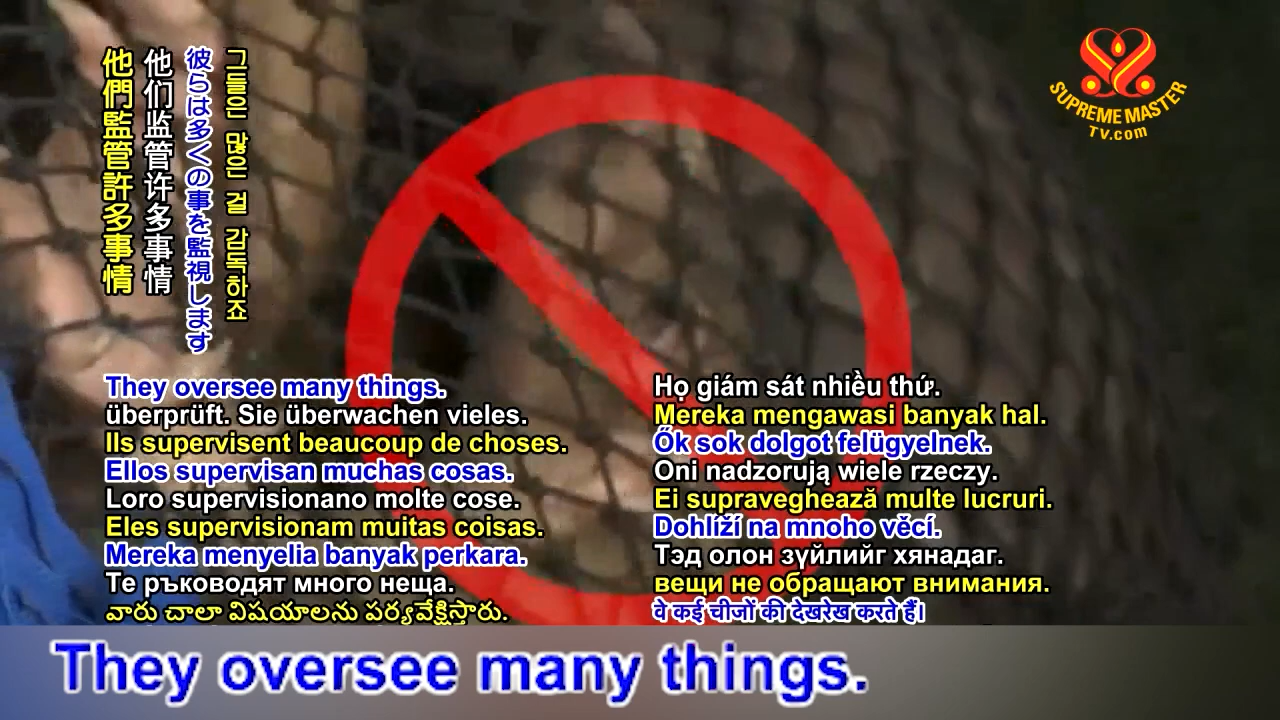 他們監管許多事情
他们监管许多事情
彼らは多くの事を監視します
그들은 많은 걸 감독하죠
SUPREME MASTER
TV.com
They oversee many things.
überprüft. Sie überwachen vieles.
Ils supervisent beaucoup de choses.
Ellos supervisan muchas cosas.
Loro supervisionano molte cose.
Eles supervisionam muitas coisas.
Mereka menyelia banyak perkara.
Те ръководят много неща.
వారు చాలా విషయాలను పర్యవేక్షిస్తారు.
Họ giám sát nhiều thứ.
Mereka mengawasi banyak hal.
Ők sok dolgot felügyelnek.
Oni nadzorują wiele rzeczy.
Ei supraveghează multe lucruri.
Dohlíží na mnoho věcí.
Тэд олон зүйлийг хянадаг.
вещи не обращают внимания.
वे कई चीजों की देखरेख करते हैं।
They oversee many things.